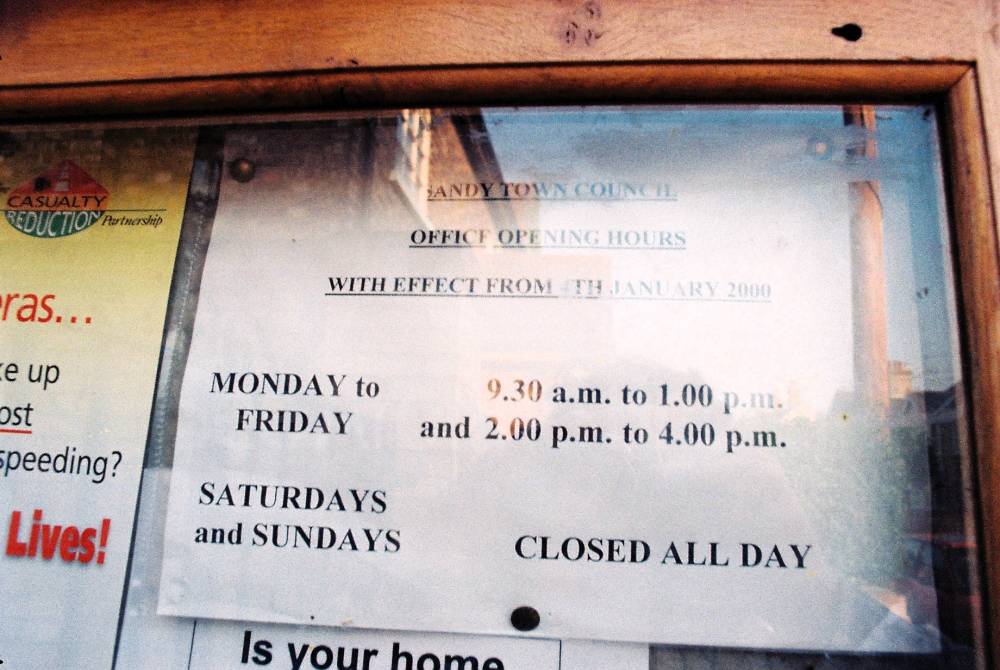 CASUALTY
REDUCTION
Partnership
ras...
ke up
ost
speeding?
Lives!
SANDY TOWN COUNCIL
OFFICE OPENING HOURS
WITH EFFECT FROM 4TH JANUARY 2000
MONDAY to 9.30 a.m. to 1.00 p.m.
FRIDAY and 2.00 p.m. to 4.00 p.m.
SATURDAYS
and SUNDAYS CLOSED ALL DAY
Is your home